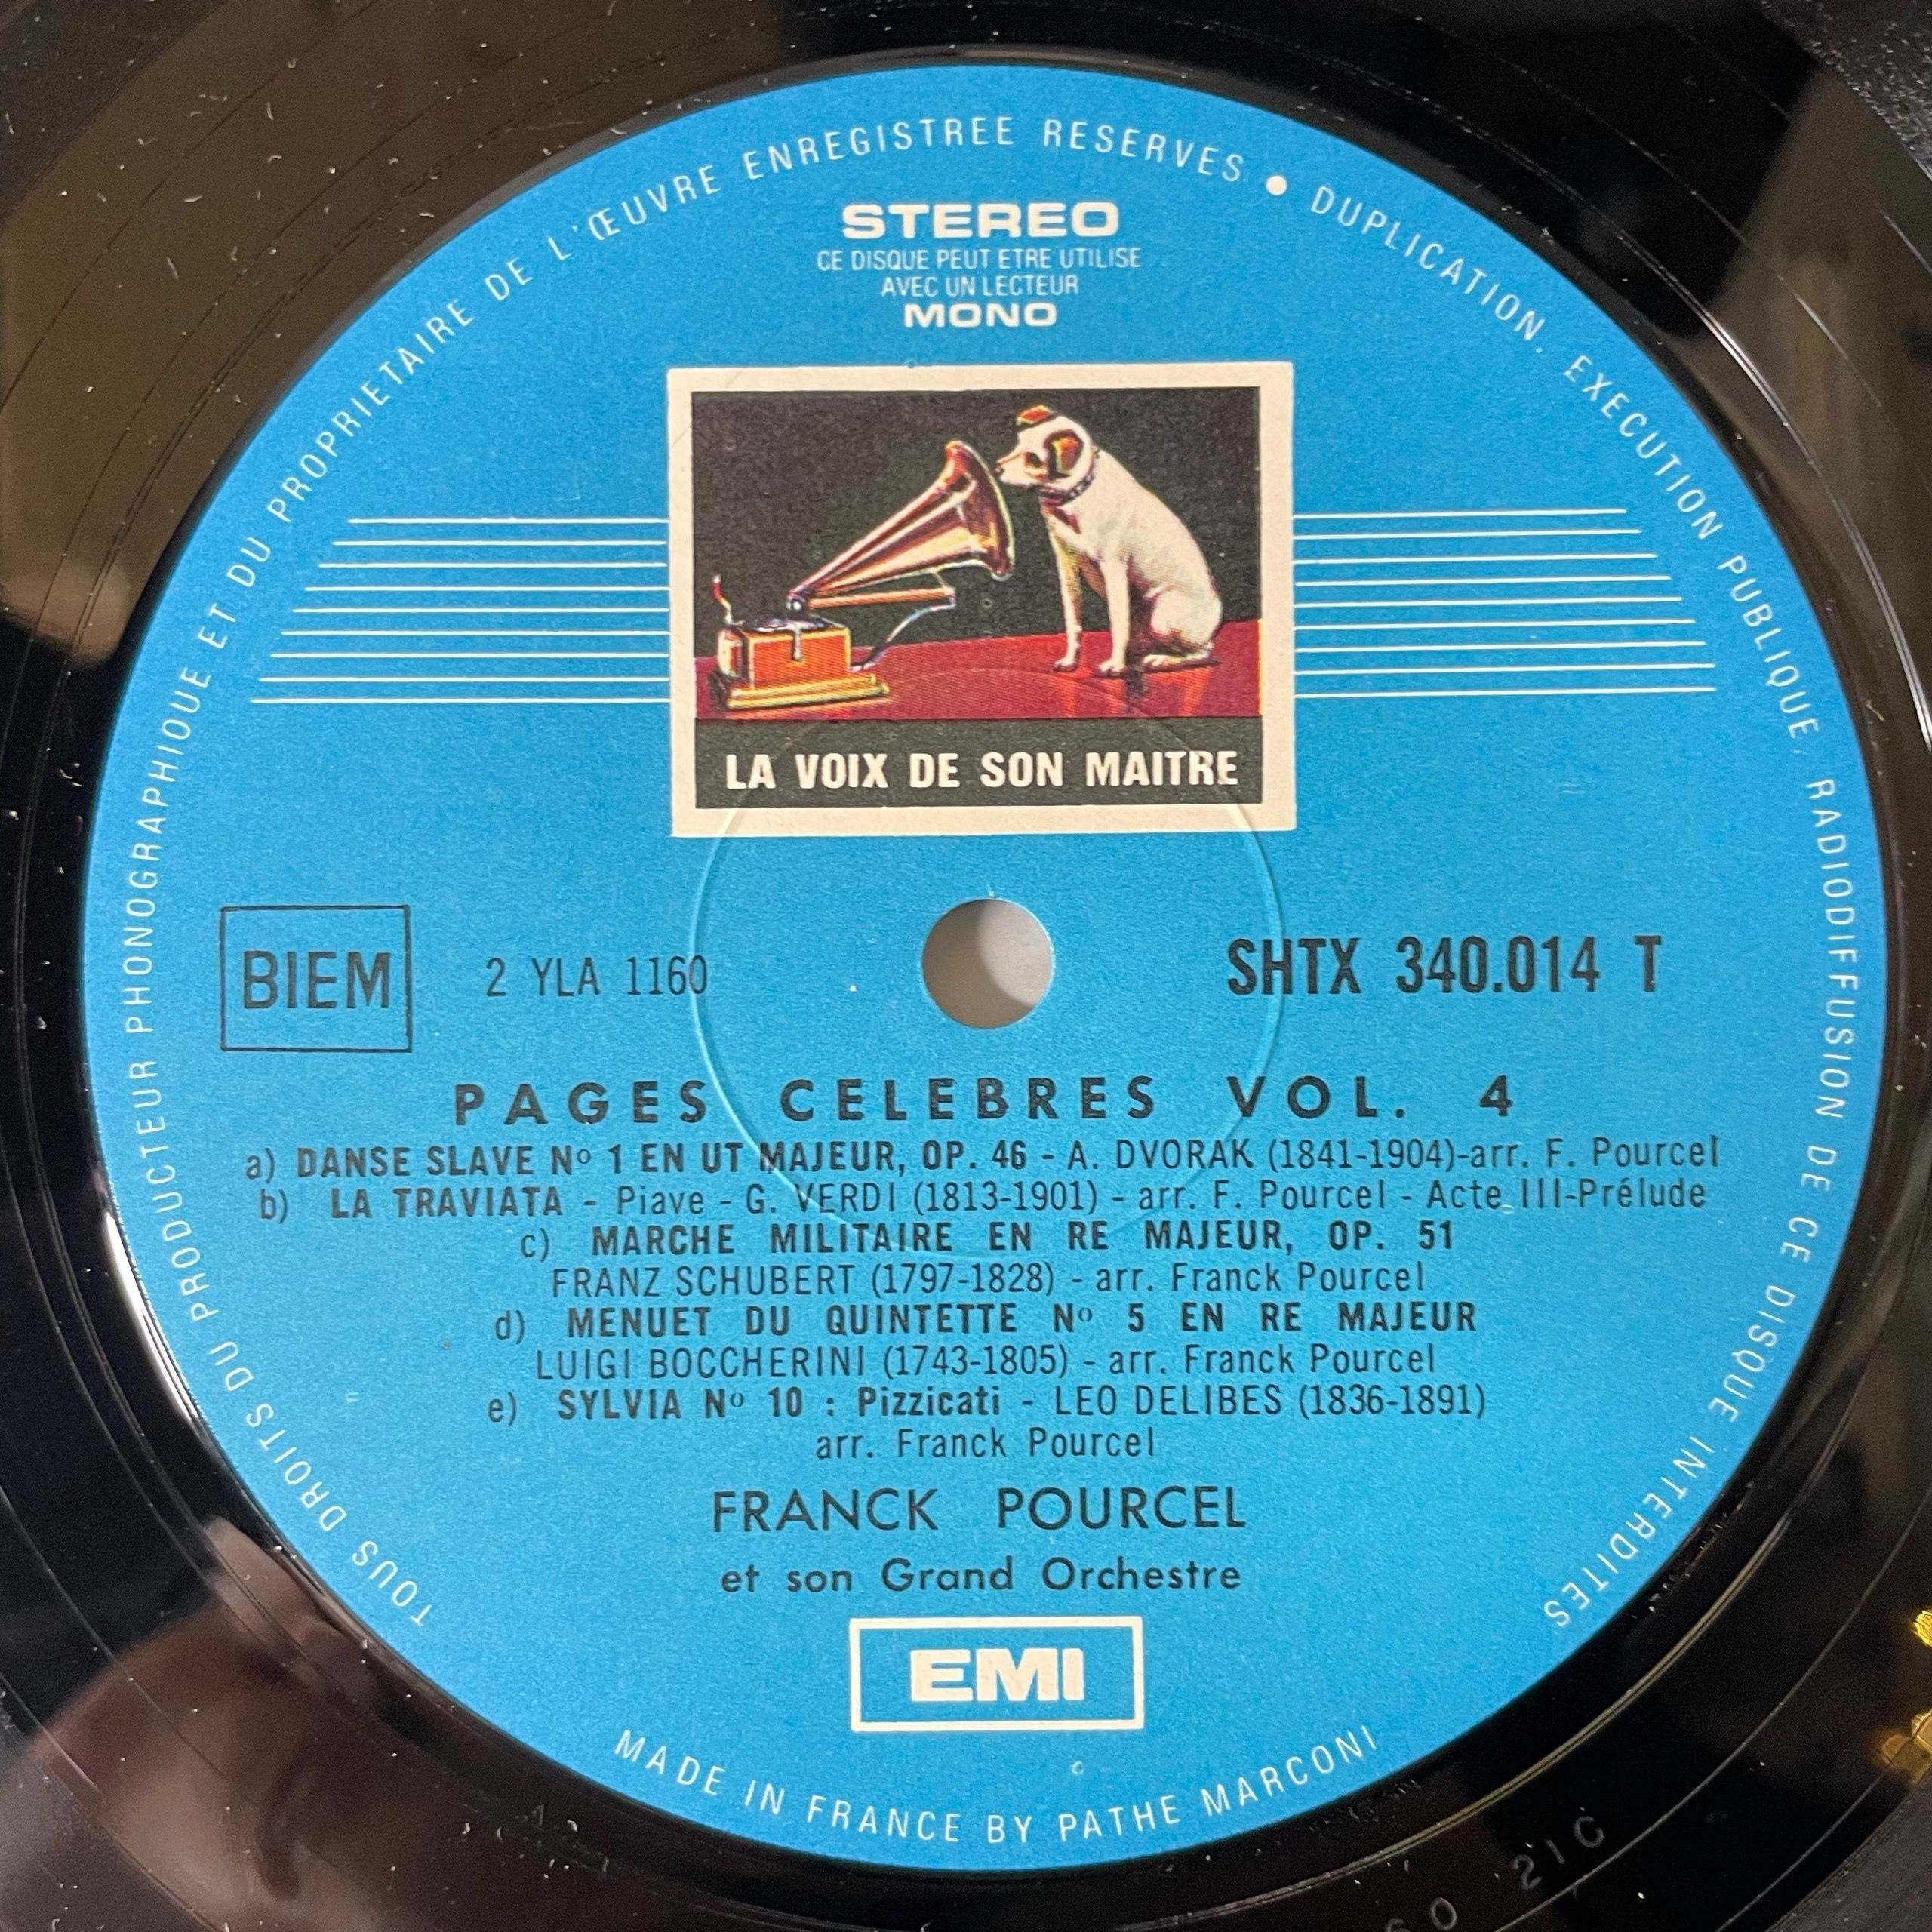 TOUS DROITS DU PRODUCTEUR PHONOGRAPHIQUE ET DU PROPRIETAIRE DE L'ŒUVRE ENREGISTREE RESERVES • DUPLICATION, EXECUTION PUBLIQUE, RADIODIFFUSION DE CE DISQUE INTERDITES
STEREO
CE DISQUE PEUT ETRE UTILISE
AVEC UN LECTEUR
MONO
LA VOIX DE SON MAITRE
BIEM 2 YLA 1160 SHTX 340.014 T
PAGES CELEBRES VOL. 4
a) DANSE SLAVE Nº 1 EN UT MAJEUR, OP. 46 - A. DVORAK (1841-1904)-arr. F. Pourcel
b) LA TRAVIATA - Piave - G. VERDI (1813-1901) - arr. F. Pourcel - Acte III-Prélude
c) MARCHE MILITAIRE EN RE MAJEUR, OP. 51
FRANZ SCHUBERT (1797-1828) - arr. Franck Pourcel
d) MENUET DU QUINTETTE Nº 5 EN RE MAJEUR
LUIGI BOCCHERINI (1743-1805) - arr. Franck Pourcel
e) SYLVIA Nº 10 : Pizzicati - LEO DELIBES (1836-1891)
arr. Franck Pourcel
FRANCK POURCEL
et son Grand Orchestre
EMI
MADE IN FRANCE BY PATHE MARCONI
21C